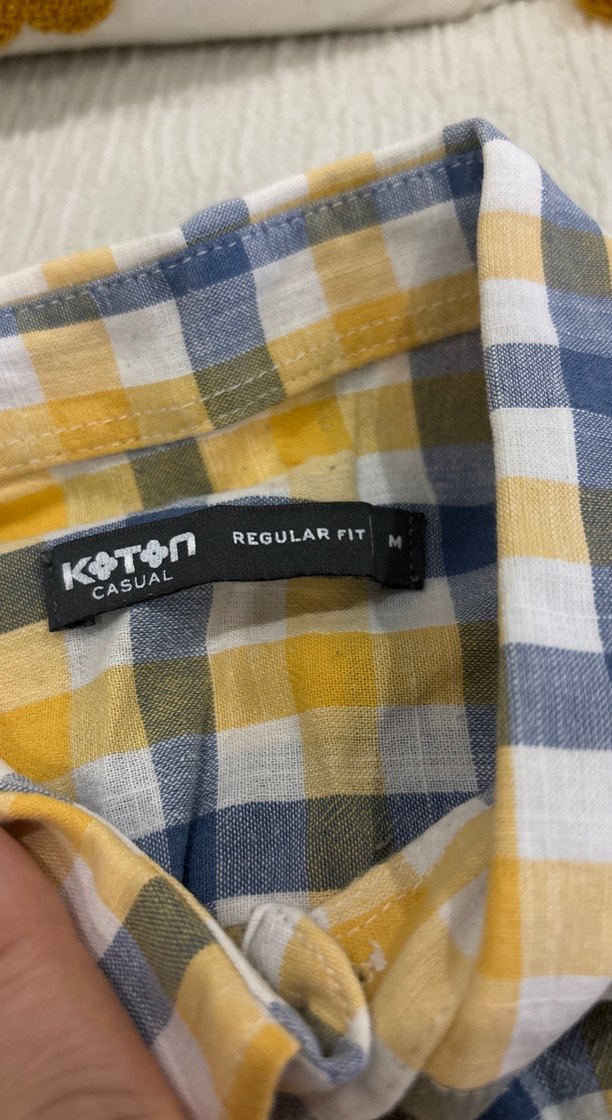 KOTON
CASUAL
REGULAR FIT
M